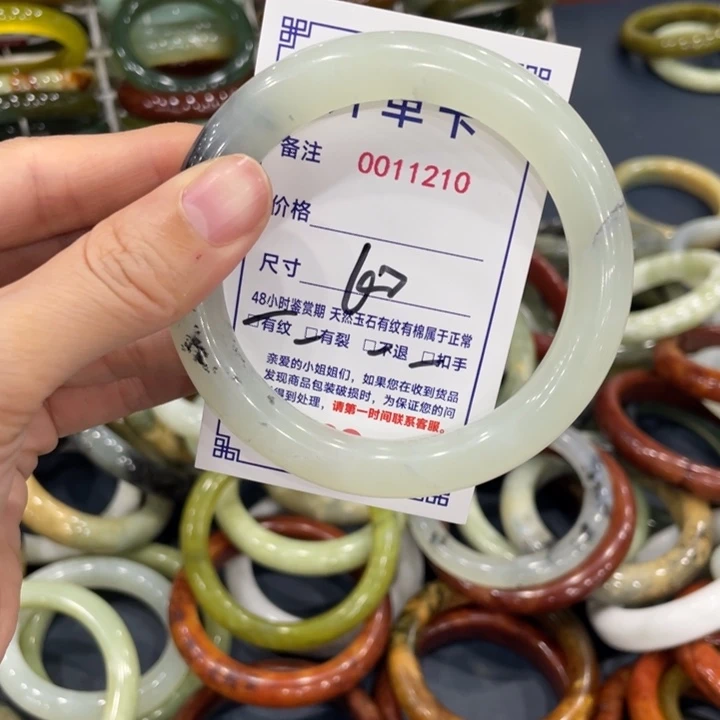 单卡
备注 0011210
价格
尺寸 67
48小时鉴赏期 天然玉石有纹有棉属于正常
□有纹 □有裂 □不退 □扣手
亲爱的小姐姐们，如果您在收到货品
发现商品包装破损时，为保证您的问
得到处理，请第一时间联系客服。